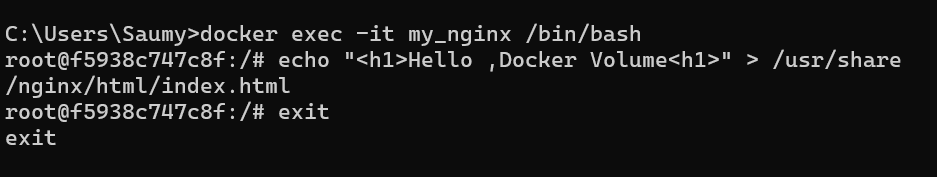 C:\Users\Saumy>docker exec -it my_nginx /bin/bash
root@f5938c747c8f:/# echo "<h1>Hello ,Docker Volume<h1>" > /usr/share
/nginx/html/index.html
root@f5938c747c8f:/# exit
exit